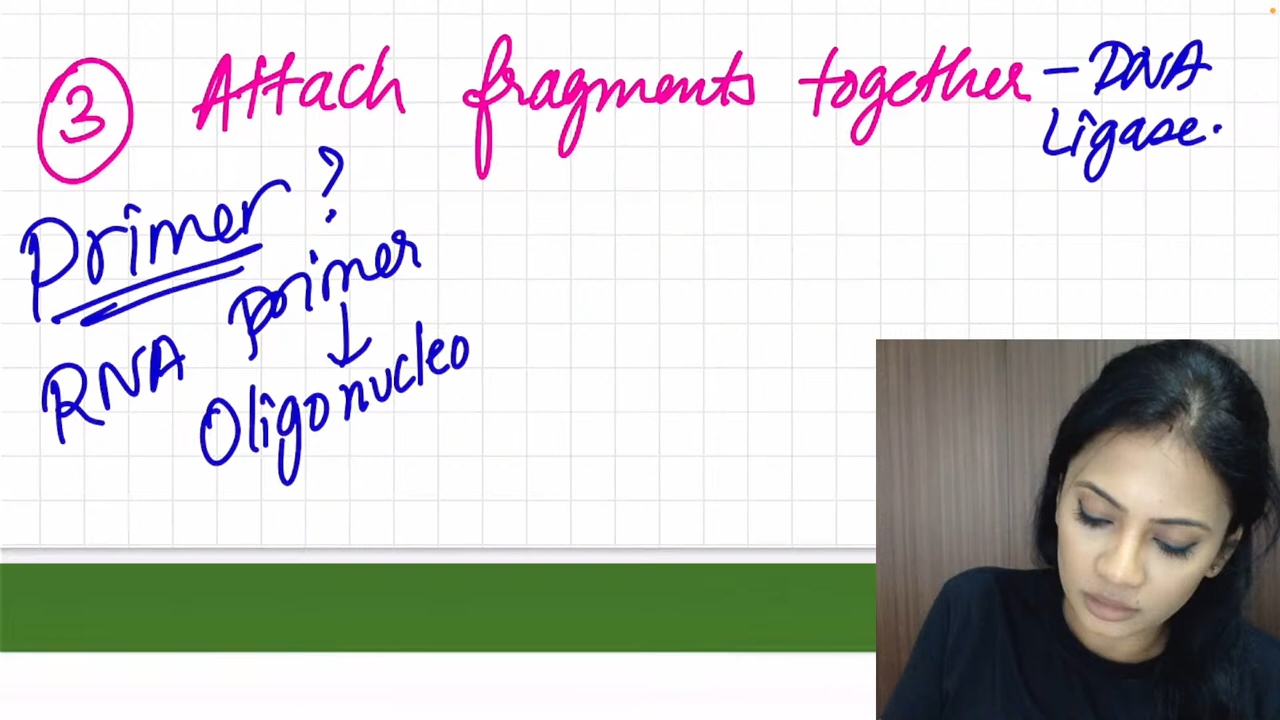 3 Attach fragments together - DNA
Ligase.
Primer ?
RNA primer
↓
Oligonucleo